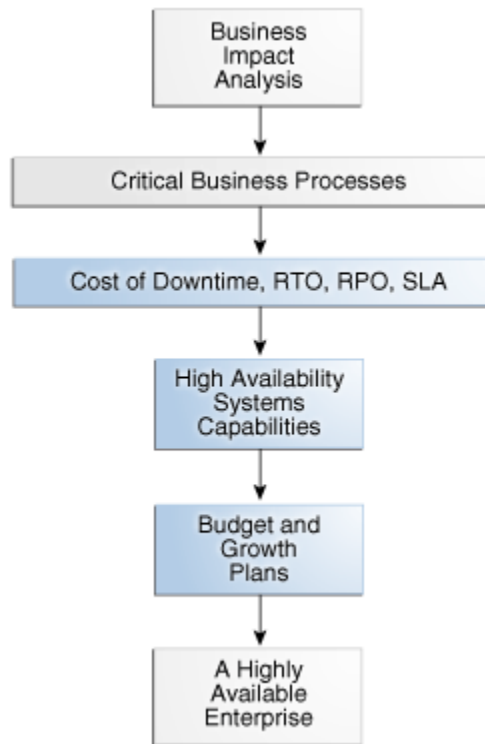 Business
Impact
Analysis
Critical Business Processes
Cost of Downtime, RTO, RPO, SLA
High Availability
Systems
Capabilities
Budget and
Growth
Plans
A Highly
Available
Enterprise